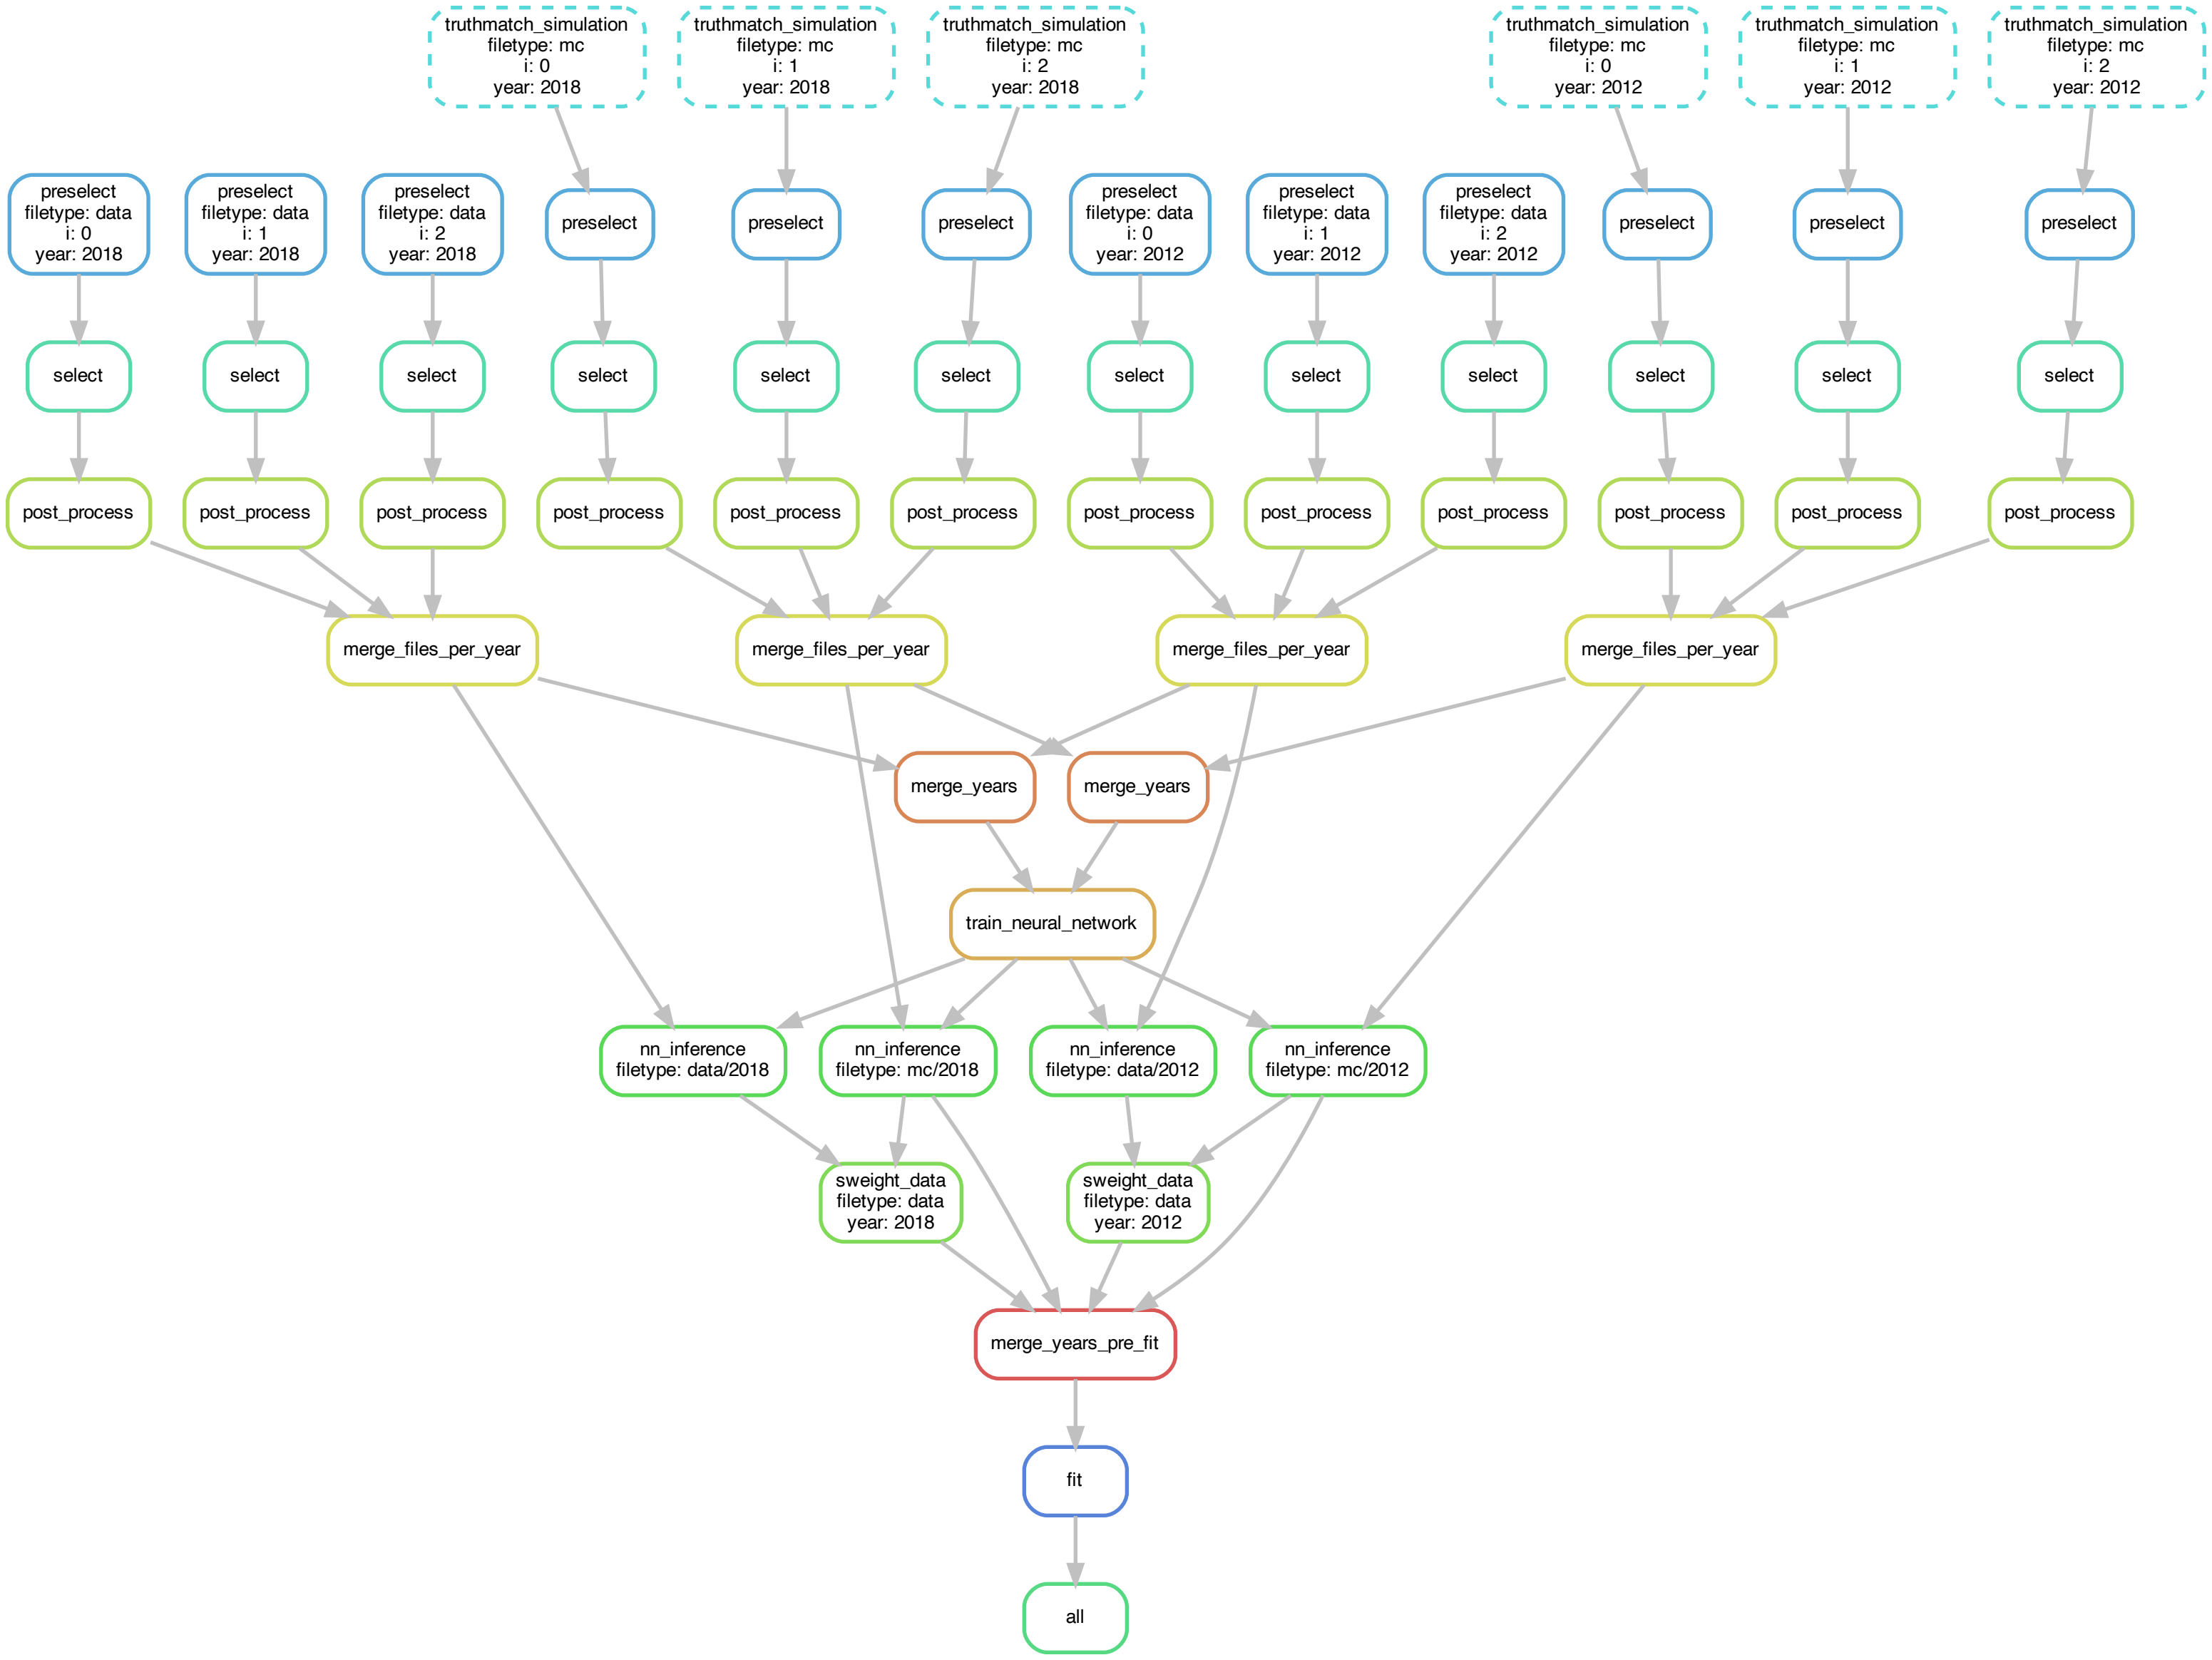 truthmatch_simulation
filetype: mc
i: 0
year: 2018
truthmatch_simulation
filetype: mc
i: 1
year: 2018
truthmatch_simulation
filetype: mc
i: 2
year: 2018
truthmatch_simulation
filetype: mc
i: 0
year: 2012
truthmatch_simulation
filetype: mc
i: 1
year: 2012
truthmatch_simulation
filetype: mc
i: 2
year: 2012
preselect
filetype: data
i: 0
year: 2018
preselect
filetype: data
i: 1
year: 2018
preselect
filetype: data
i: 2
year: 2018
preselect
preselect
preselect
preselect
filetype: data
i: 0
year: 2012
preselect
filetype: data
i: 1
year: 2012
preselect
filetype: data
i: 2
year: 2012
preselect
preselect
preselect
select
select
select
select
select
select
select
select
select
select
select
select
post_process
post_process
post_process
post_process
post_process
post_process
post_process
post_process
post_process
post_process
post_process
post_process
merge_files_per_year
merge_files_per_year
merge_files_per_year
merge_files_per_year
merge_years
merge_years
train_neural_network
nn_inference
filetype: data/2018
nn_inference
filetype: mc/2018
nn_inference
filetype: data/2012
nn_inference
filetype: mc/2012
sweight_data
filetype: data
year: 2018
sweight_data
filetype: data
year: 2012
merge_years_pre_fit
fit
all